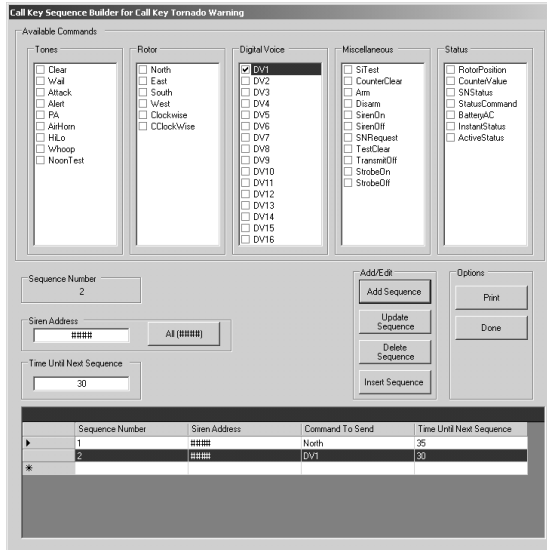 Call Key Sequence Builder for Call Key Tornado Warning
Available Commands
Tones
Clear
Wail
Attack
Alert
PA
AirHorn
HiLo
Whoop
NoonTest
Rotor
North
East
South
West
Clockwise
CClockWise
Digital Voice
DV1
DV2
DV3
DV4
DV5
DV6
DV7
DV8
DV9
DV10
DV11
DV12
DV13
DV14
DV15
DV16
Miscellaneous
SiTest
CounterClear
Arm
Disarm
SirenOn
SirenOff
SNRequest
TestClear
TransmitOff
StrobeOn
StrobeOff
Status
RotorPosition
CounterValue
SNStatus
StatusCommand
BatteryAC
InstantStatus
ActiveStatus
Sequence Number
2
Siren Address
####
All (####)
Time Until Next Sequence
30
Add/Edit
Add Sequence
Update
Sequence
Delete
Sequence
Insert Sequence
Options
Print
Done
Sequence Number Siren Address Command To Send Time Until Next Sequence
1 #### North 35
2 #### DV1 30